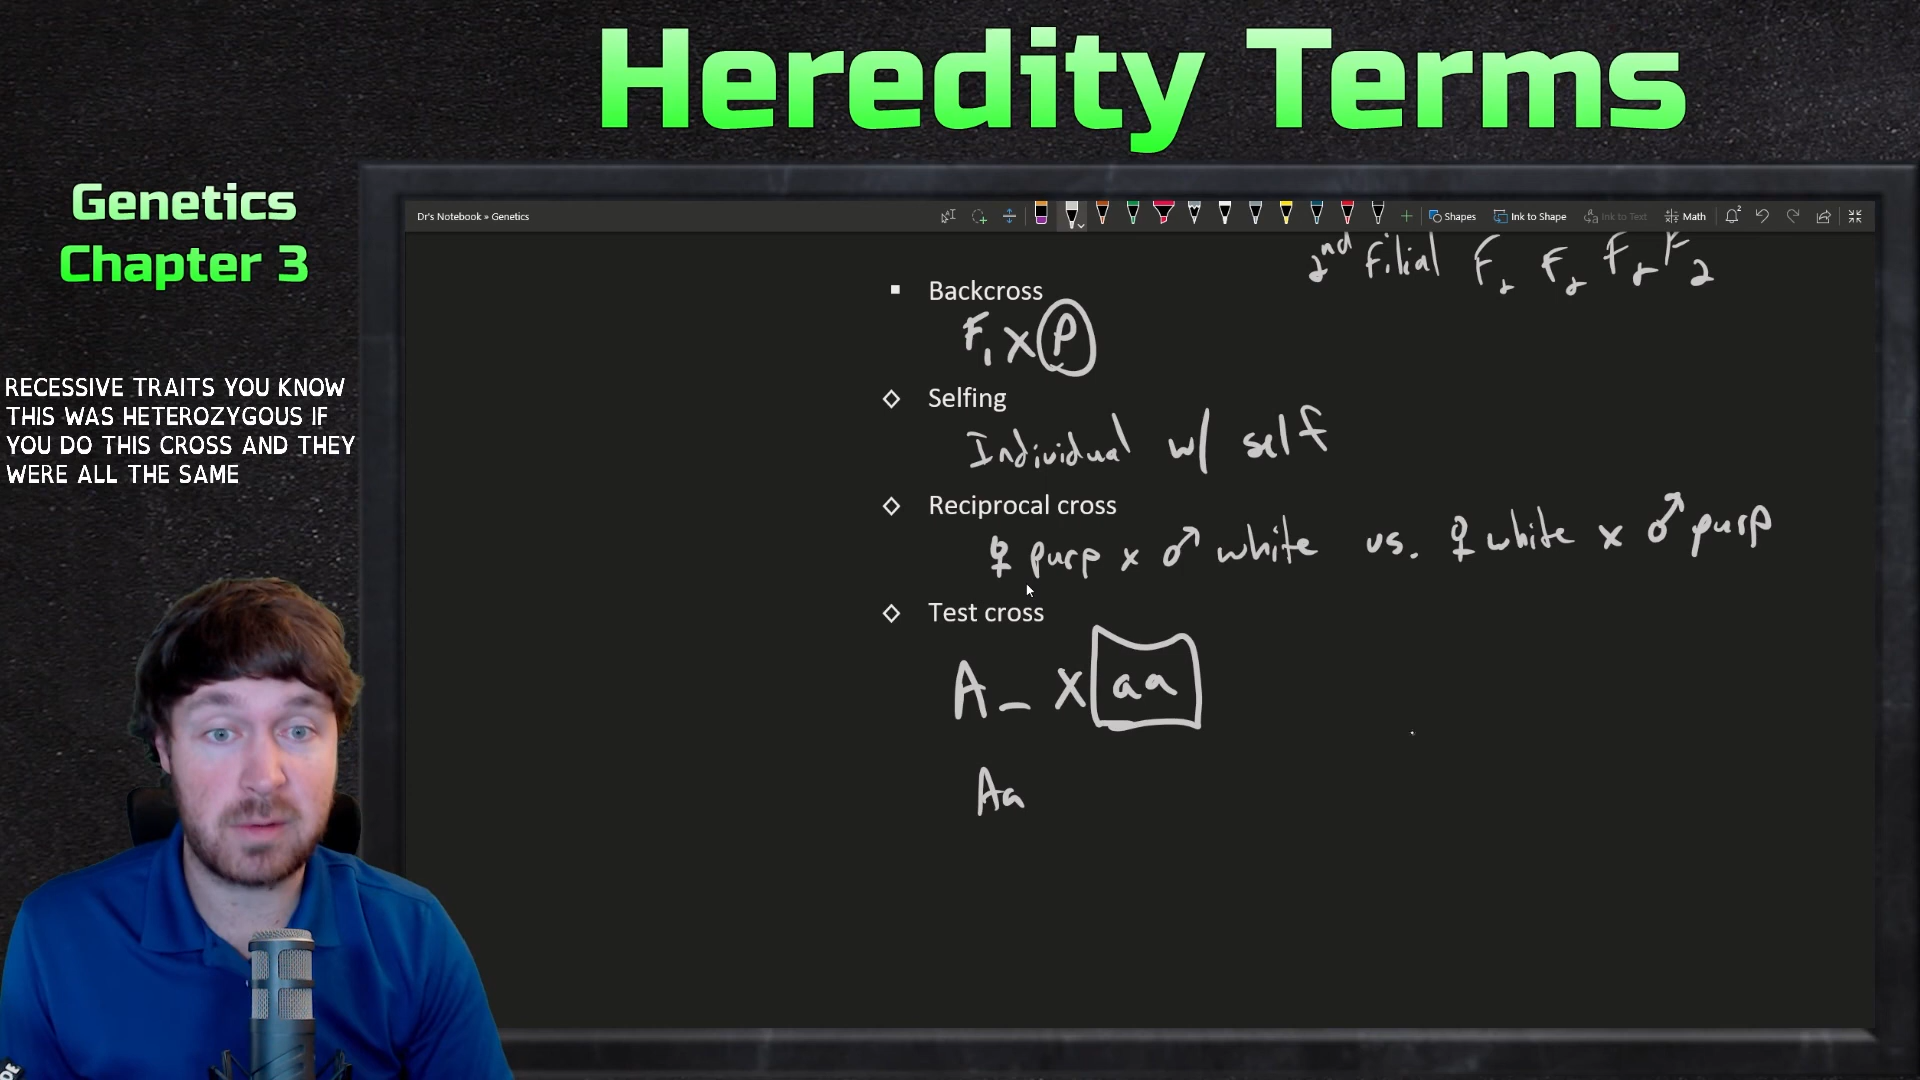 Heredity Terms
Genetics
Chapter 3
RECESSIVE TRAITS YOU KNOW
THIS WAS HETEROZYGOUS IF
YOU DO THIS CROSS AND THEY
WERE ALL THE SAME
Dr's Notebook » Genetics
Shapes
Ink to Shape
Ink to Text
Math
2nd Filial F2 F2 F2 F2
Backcross
F1 X P
Selfing
Individual w/ self
Reciprocal cross
♀ purp x ♂ white vs. ♀ white x ♂ purp
Test cross
A_ X aa
Aa